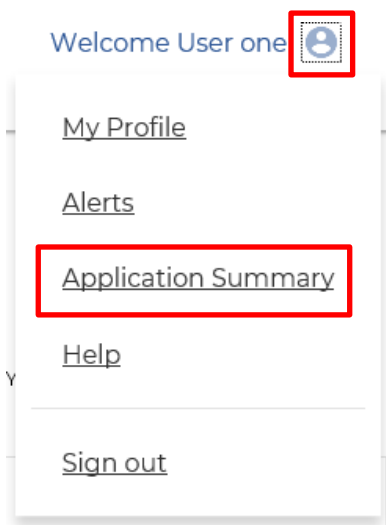 Welcome User one
My Profile
Alerts
Application Summary
Help
Y
Sign out